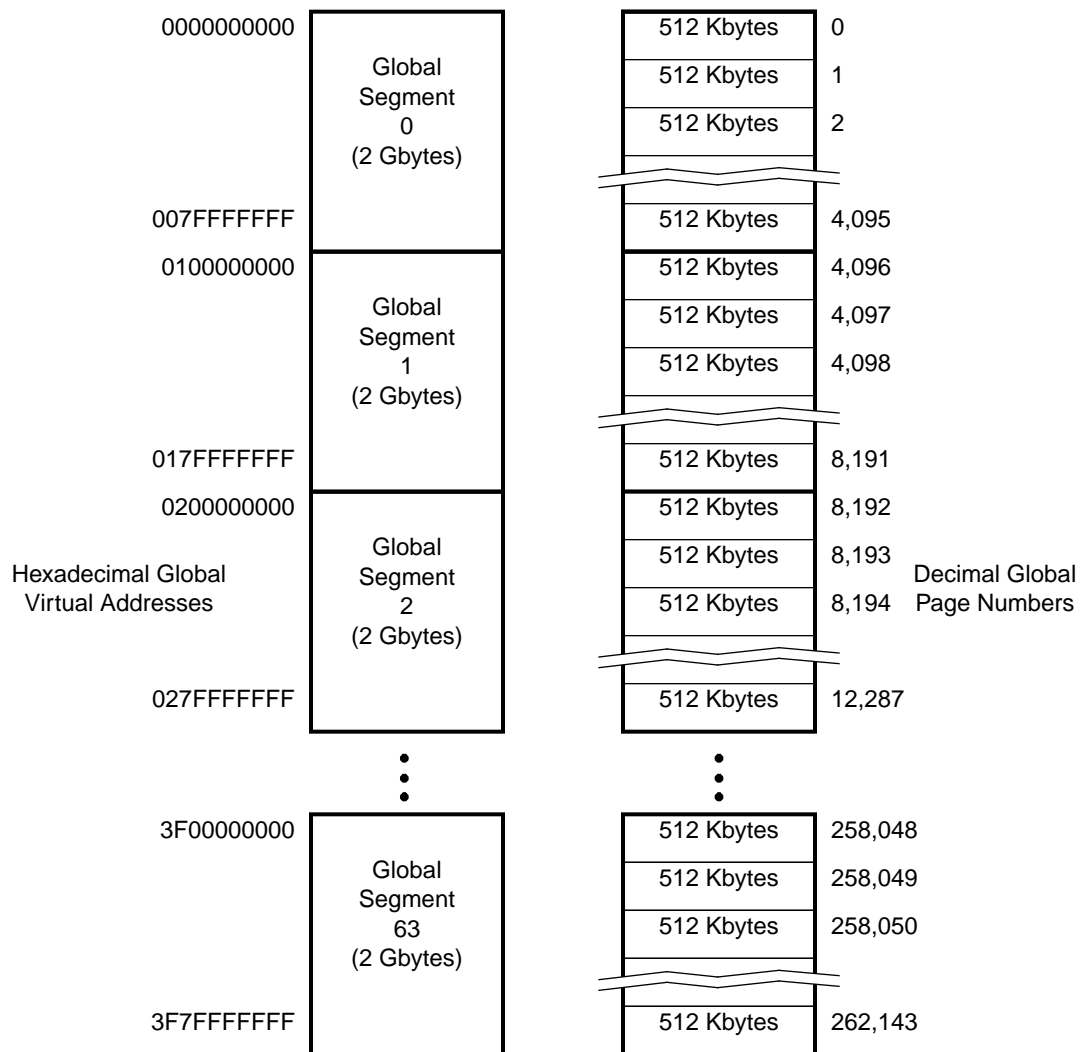 0000000000 512 Kbytes 0
Global
Segment
0
(2 Gbytes)
512 Kbytes 1
512 Kbytes 2
007FFFFFFF 512 Kbytes 4,095
0100000000 512 Kbytes 4,096
Global
Segment
1
(2 Gbytes)
512 Kbytes 4,097
512 Kbytes 4,098
017FFFFFFF 512 Kbytes 8,191
0200000000 512 Kbytes 8,192
Global
Segment
2
(2 Gbytes)
512 Kbytes 8,193
512 Kbytes 8,194
Hexadecimal Global
Virtual Addresses
Decimal Global
Page Numbers
027FFFFFFF 512 Kbytes 12,287
3F00000000 512 Kbytes 258,048
Global
Segment
63
(2 Gbytes)
512 Kbytes 258,049
512 Kbytes 258,050
3F7FFFFFFF 512 Kbytes 262,143